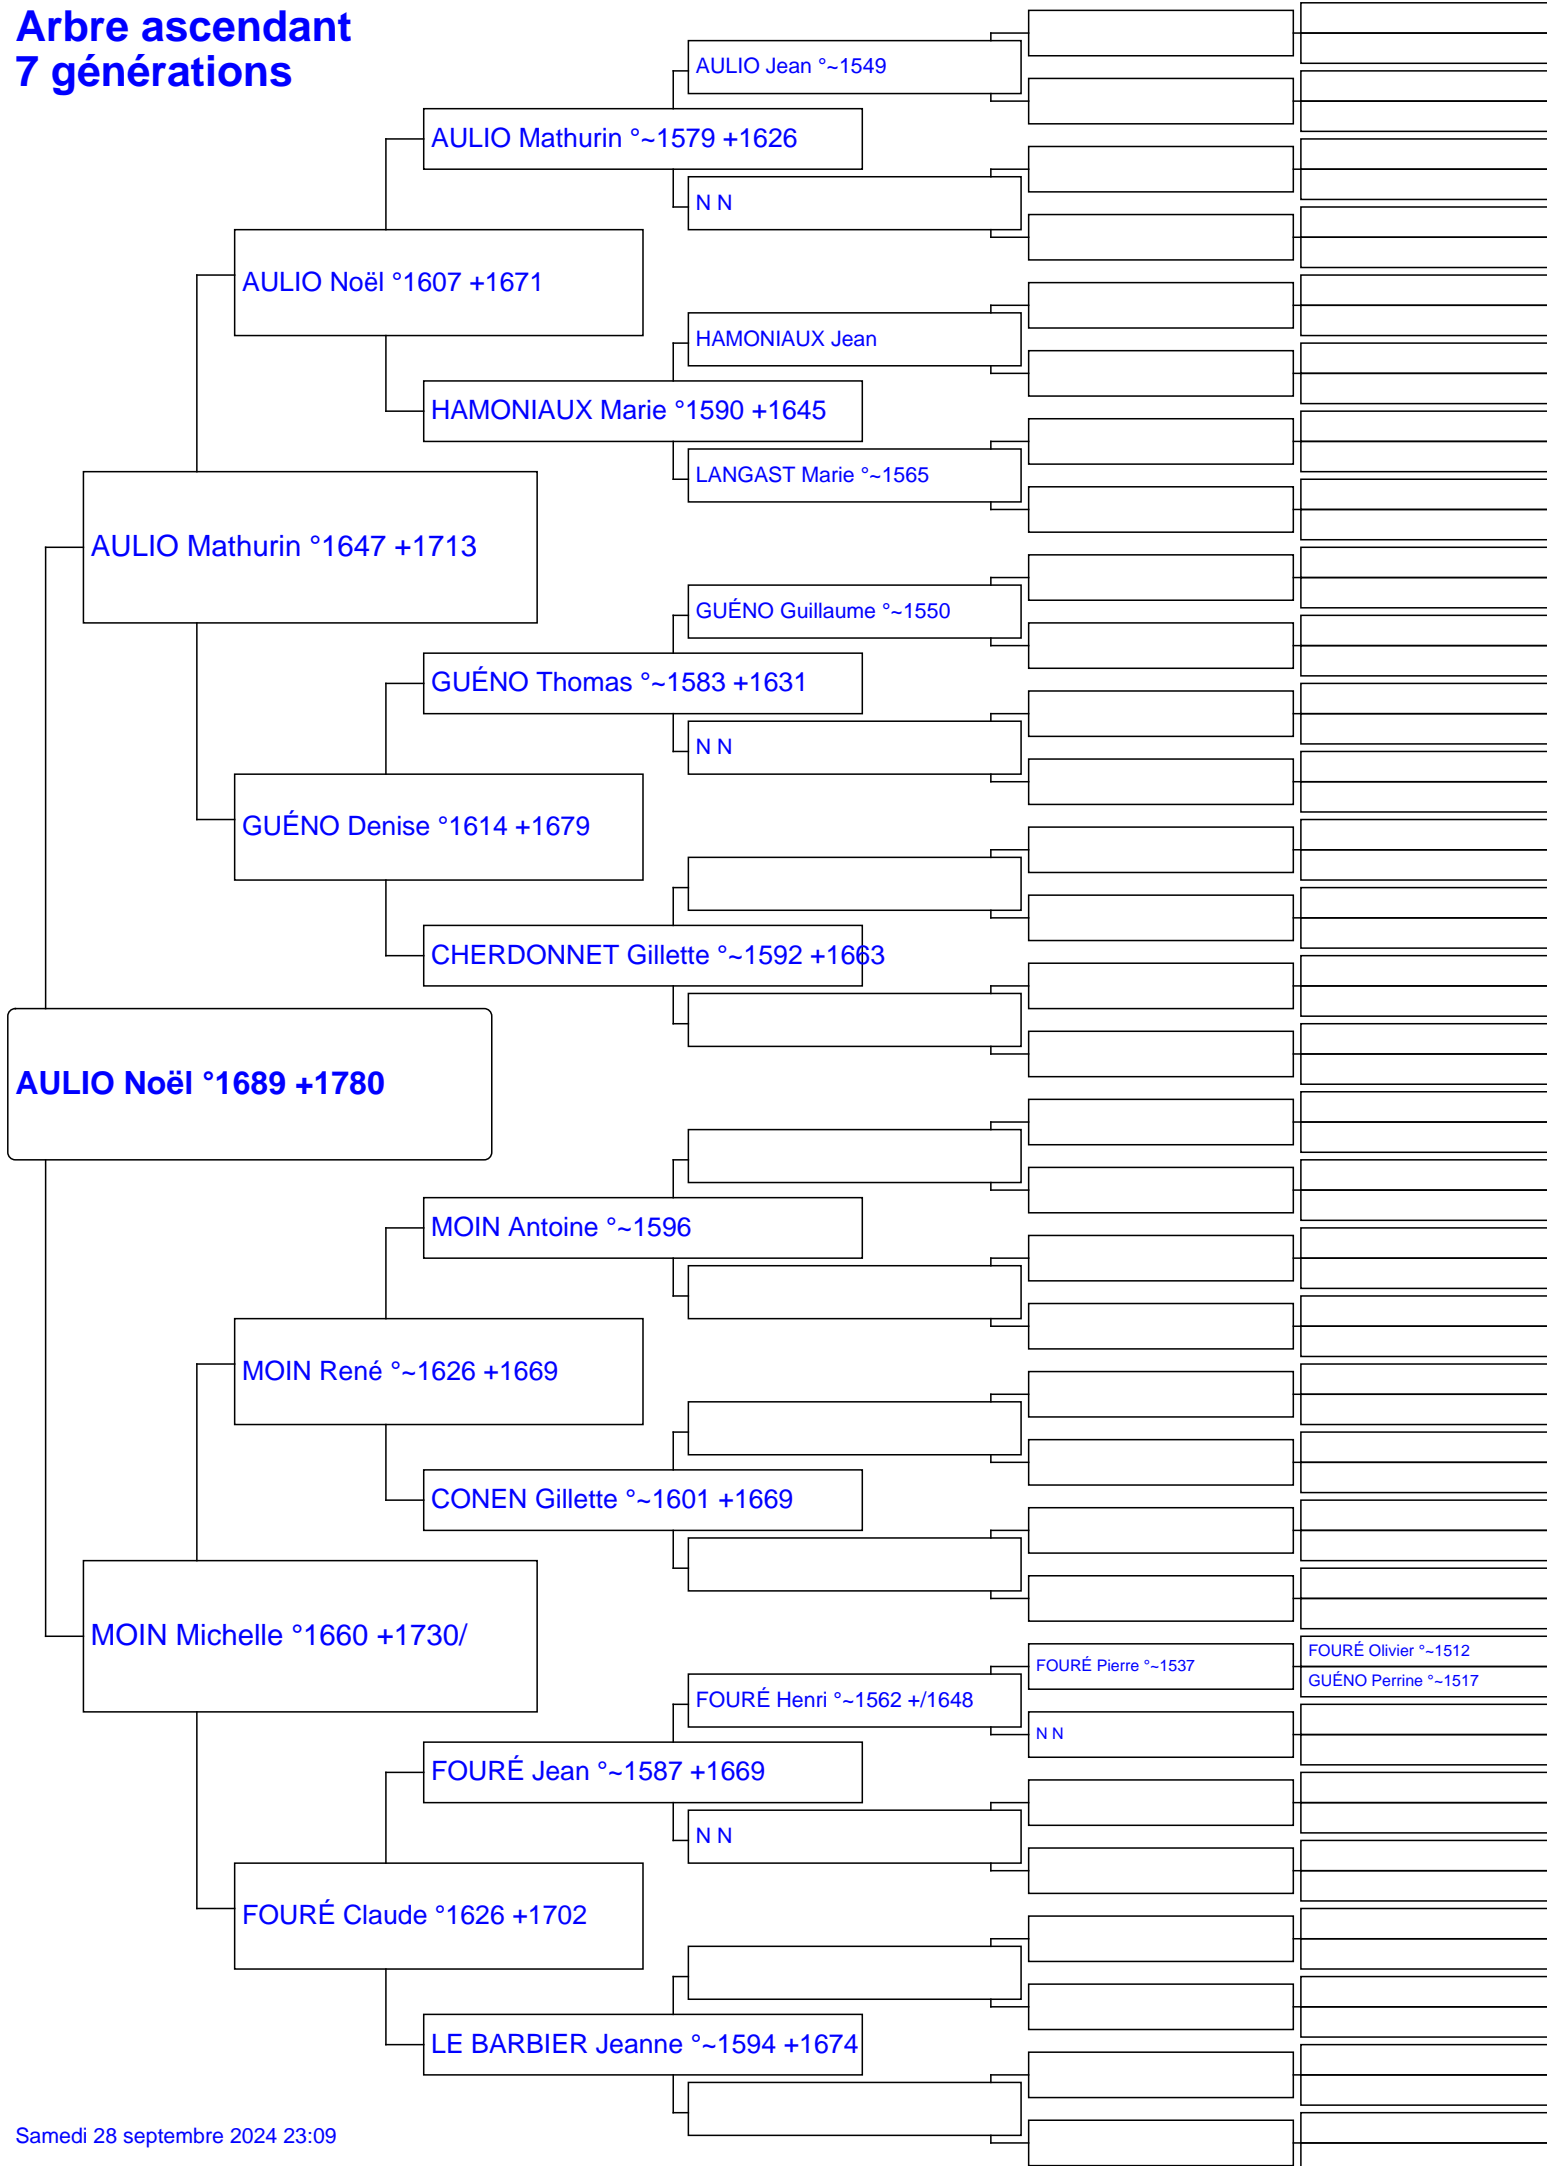 Arbre ascendant
7 générations
AULIO Jean °~1549
AULIO Mathurin °~1579 +1626
N N
AULIO Noël °1607 +1671
HAMONIAUX Jean
HAMONIAUX Marie °1590 +1645
LANGAST Marie °~1565
AULIO Mathurin °1647 +1713
GUÉNO Guillaume °~1550
GUÉNO Thomas °~1583 +1631
N N
GUÉNO Denise °1614 +1679
CHERDONNET Gillette °~1592 +1663
AULIO Noël °1689 +1780
MOIN Antoine °~1596
MOIN René °~1626 +1669
CONEN Gillette °~1601 +1669
MOIN Michelle °1660 +1730/
FOURÉ Olivier °~1512
FOURÉ Pierre °~1537
GUÉNO Perrine °~1517
FOURÉ Henri °~1562 +/1648
N N
FOURÉ Jean °~1587 +1669
N N
FOURÉ Claude °1626 +1702
LE BARBIER Jeanne °~1594 +1674
Samedi 28 septembre 2024 23:09